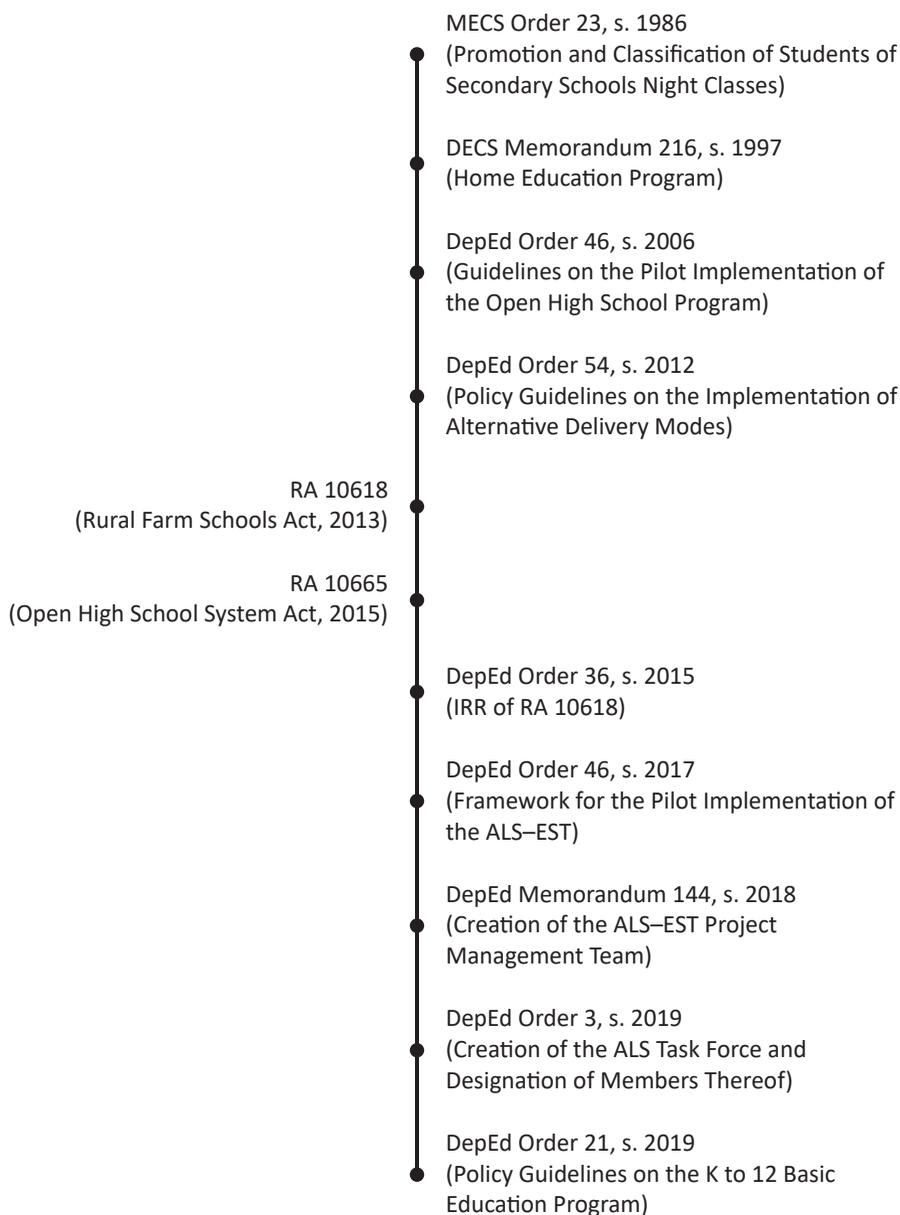 MECS Order 23, s. 1986
(Promotion and Classification of Students of
Secondary Schools Night Classes)
DECS Memorandum 216, s. 1997
(Home Education Program)
DepEd Order 46, s. 2006
(Guidelines on the Pilot Implementation of
the Open High School Program)
DepEd Order 54, s. 2012
(Policy Guidelines on the Implementation of
Alternative Delivery Modes)
RA 10618
(Rural Farm Schools Act, 2013)
RA 10665
(Open High School System Act, 2015)
DepEd Order 36, s. 2015
(IRR of RA 10618)
DepEd Order 46, s. 2017
(Framework for the Pilot Implementation of
the ALS–EST)
DepEd Memorandum 144, s. 2018
(Creation of the ALS–EST Project
Management Team)
DepEd Order 3, s. 2019
(Creation of the ALS Task Force and
Designation of Members Thereof)
DepEd Order 21, s. 2019
(Policy Guidelines on the K to 12 Basic
Education Program)